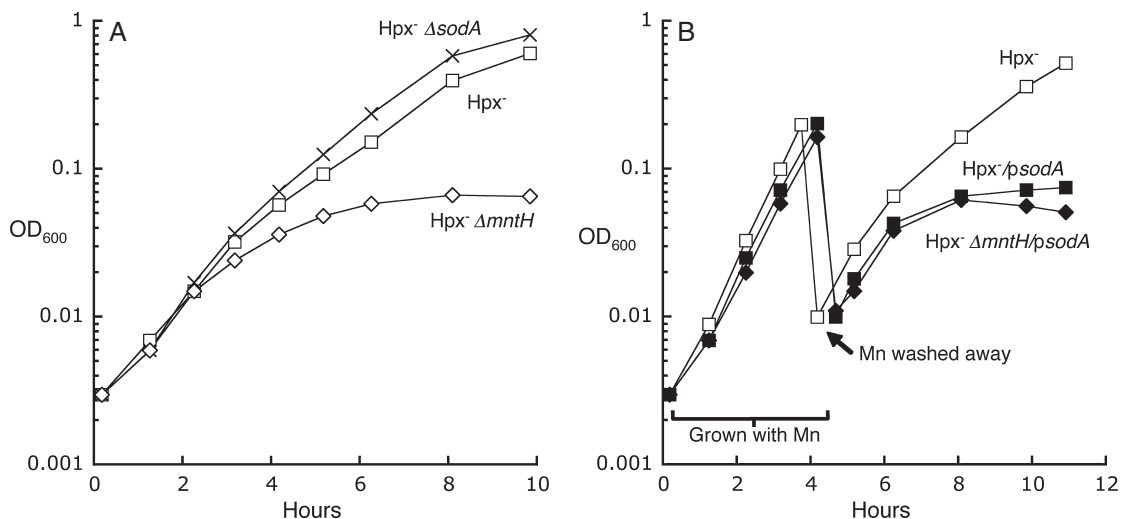 A
Hpx⁻ ΔsodA
Hpx⁻
Hpx⁻ ΔmntH
1
0.1
0.01
0.001
OD₆₀₀
0 2 4 6 8 10
Hours
B
Hpx⁻
Hpx⁻/psodA
Hpx⁻ ΔmntH/psodA
Mn washed away
Grown with Mn
1
0.1
0.01
0.001
OD₆₀₀
0 2 4 6 8 10 12
Hours